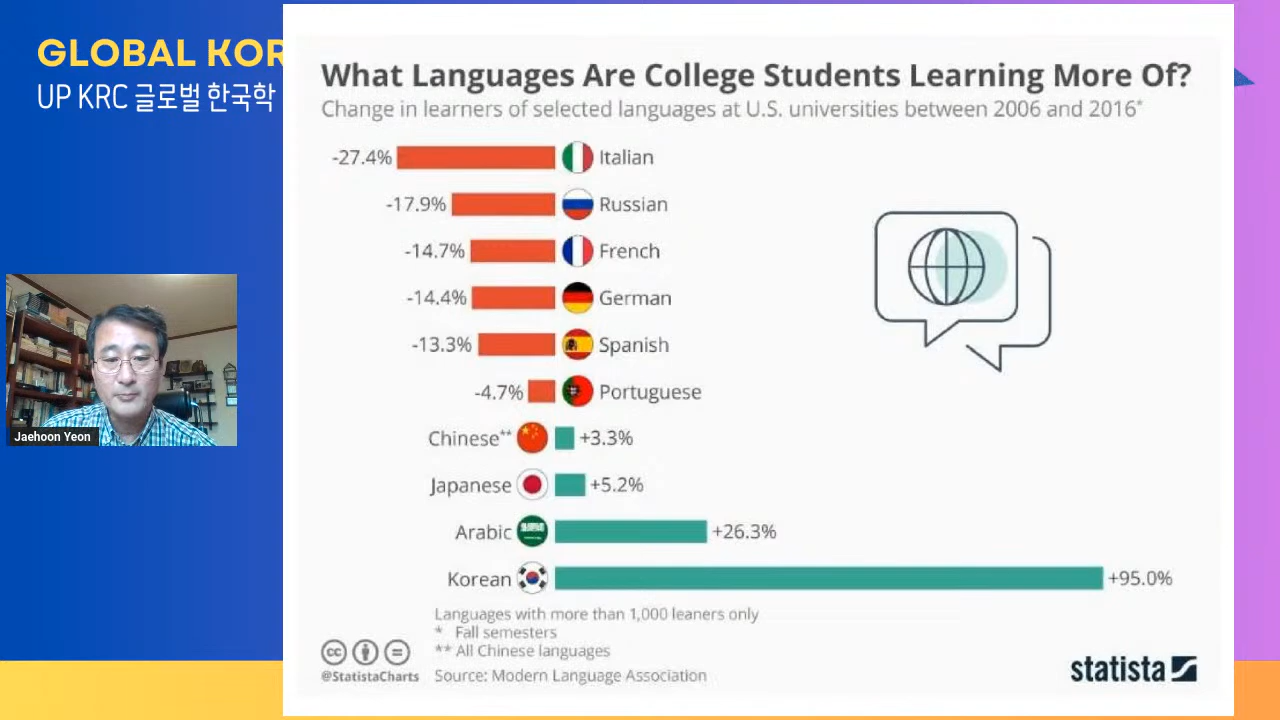 GLOBAL KOR
UP KRC 글로벌 한국학
Jaehoon Yeon
What Languages Are College Students Learning More Of?
Change in learners of selected languages at U.S. universities between 2006 and 2016*
-27.4% Italian
-17.9% Russian
-14.7% French
-14.4% German
-13.3% Spanish
-4.7% Portuguese
Chinese** +3.3%
Japanese +5.2%
Arabic +26.3%
Korean +95.0%
Languages with more than 1,000 leaners only
* Fall semesters
** All Chinese languages
@StatistaCharts Source: Modern Language Association
statista